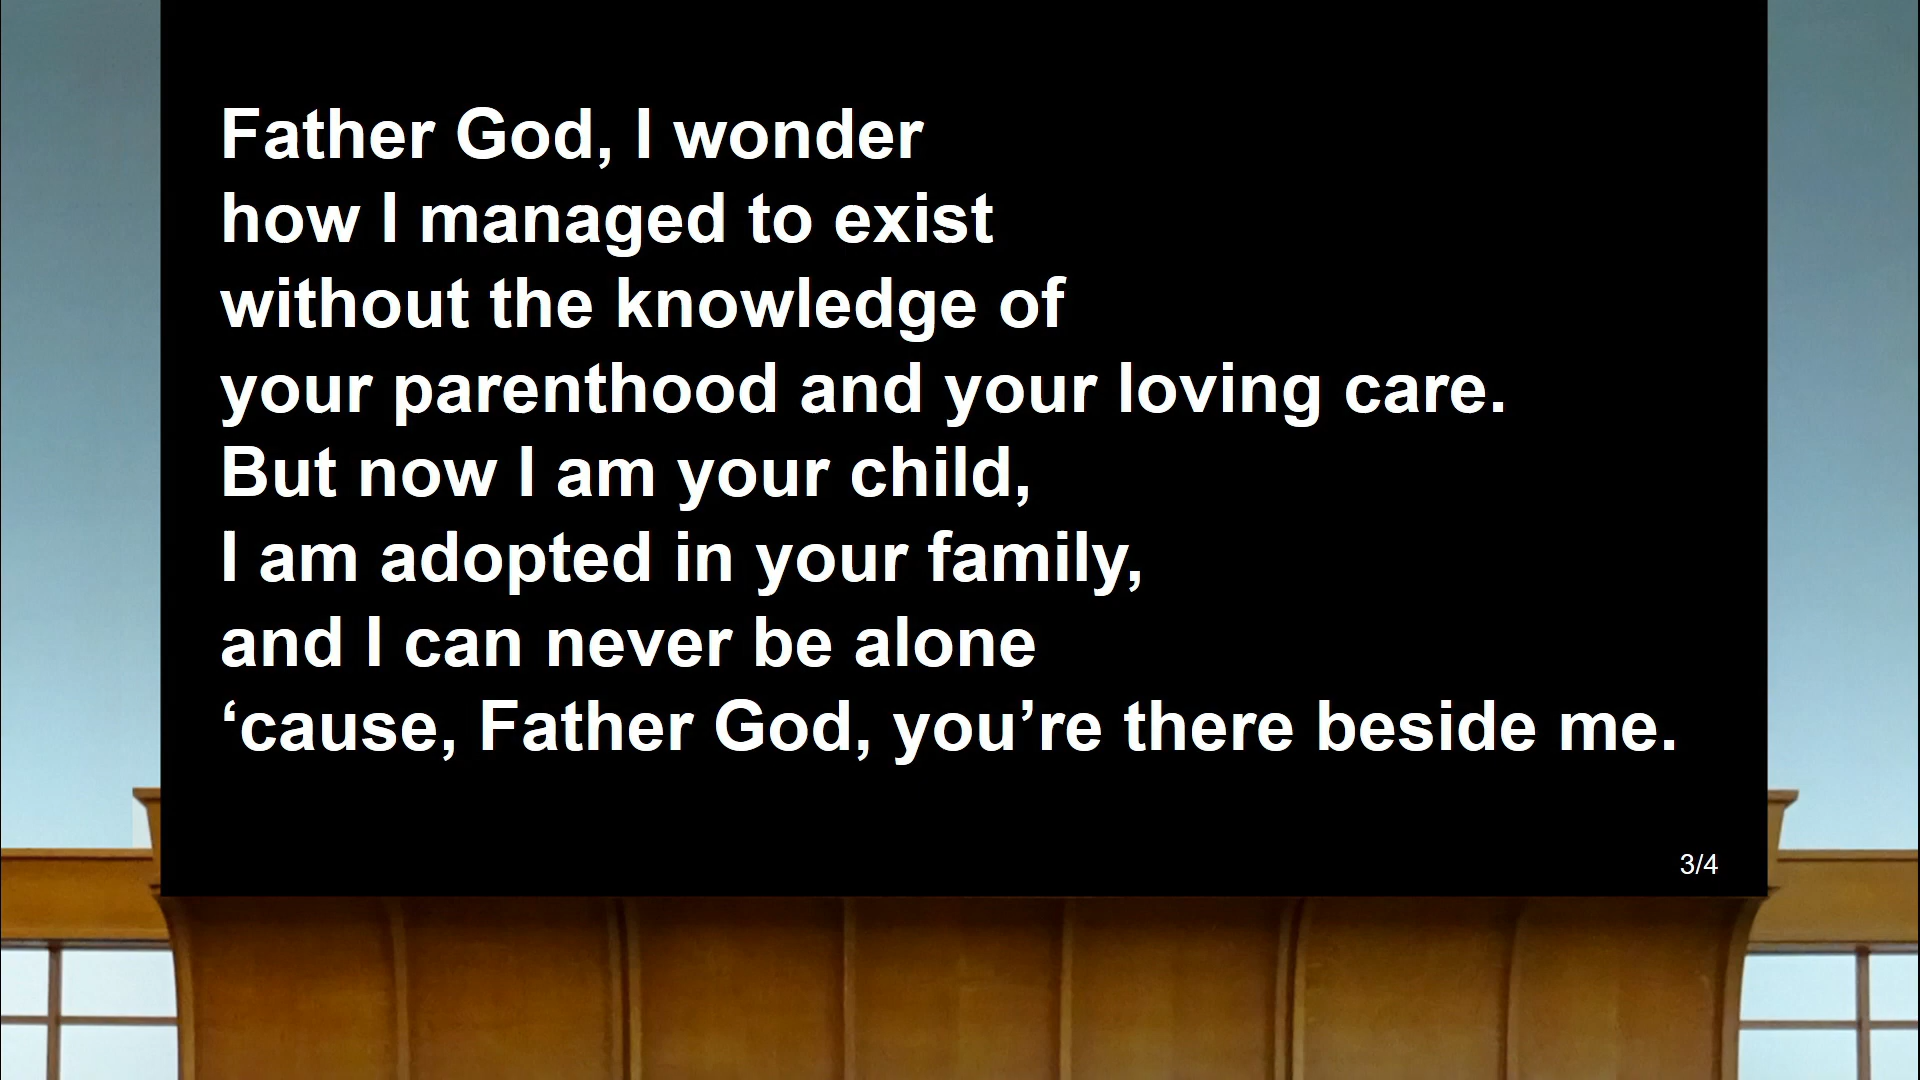 Father God, I wonder
how I managed to exist
without the knowledge of
your parenthood and your loving care.
But now I am your child,
I am adopted in your family,
and I can never be alone
‘cause, Father God, you’re there beside me.
3/4